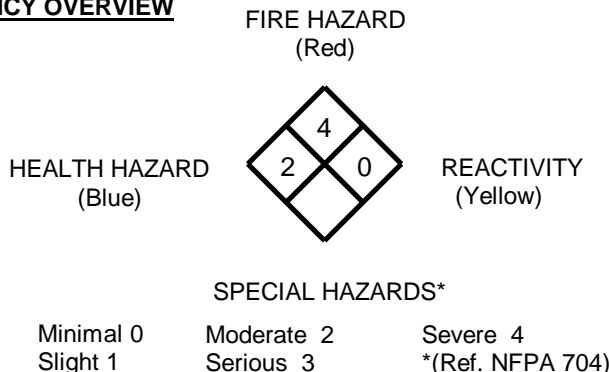 NCY OVERVIEW
FIRE HAZARD
(Red)
4
HEALTH HAZARD
(Blue)
2
0
REACTIVITY
(Yellow)
SPECIAL HAZARDS*
Minimal 0 Moderate 2 Severe 4
Slight 1 Serious 3 *(Ref. NFPA 704)